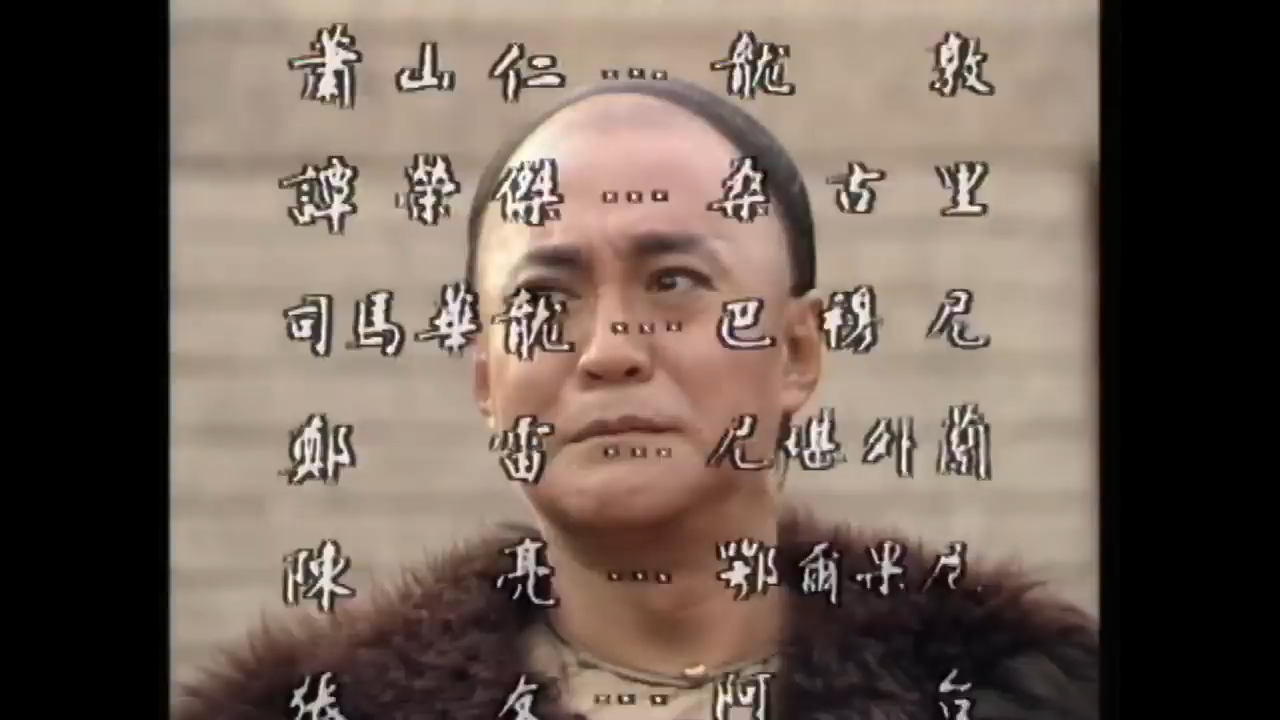 蕭山仁...龍敦
譚榮傑...桑古里
司馬華龍...巴穆尼
鄭雷...尼堪外蘭
陳亮...鄂爾果尼
張...阿